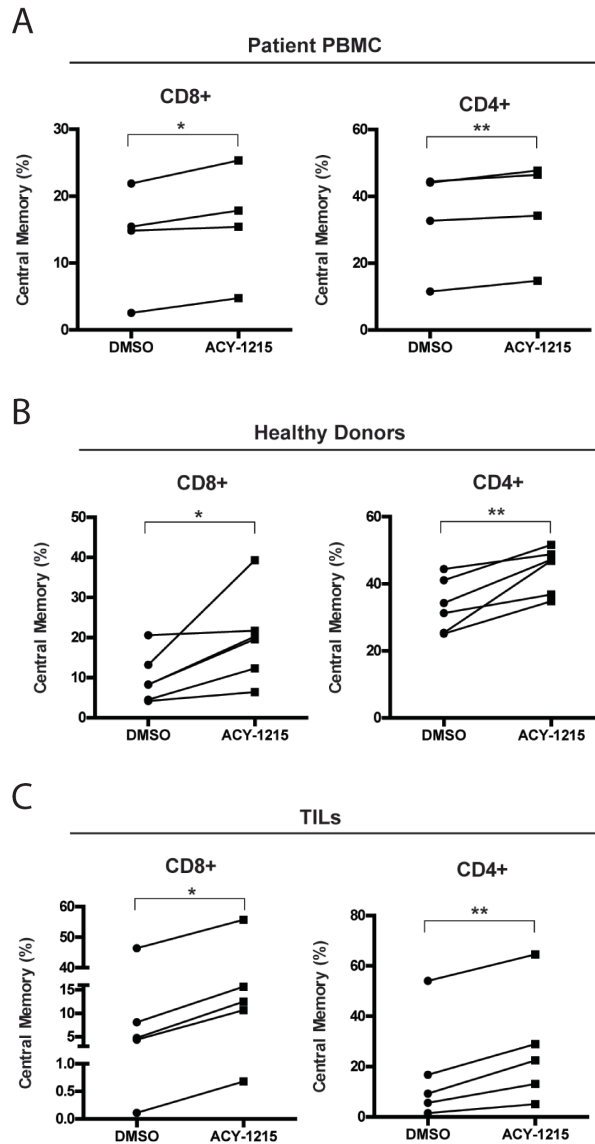 A
Patient PBMC
CD8+
CD4+
*
**
Central Memory (%)
30
20
10
0
DMSO
ACY-1215
Central Memory (%)
60
40
20
0
DMSO
ACY-1215
B
Healthy Donors
CD8+
CD4+
*
**
Central Memory (%)
50
40
30
20
10
0
DMSO
ACY-1215
Central Memory (%)
60
40
20
0
DMSO
ACY-1215
C
TILs
CD8+
CD4+
*
**
Central Memory (%)
60
50
40
15
10
5
1.0
0.5
0.0
DMSO
ACY-1215
Central Memory (%)
80
60
40
20
0
DMSO
ACY-1215